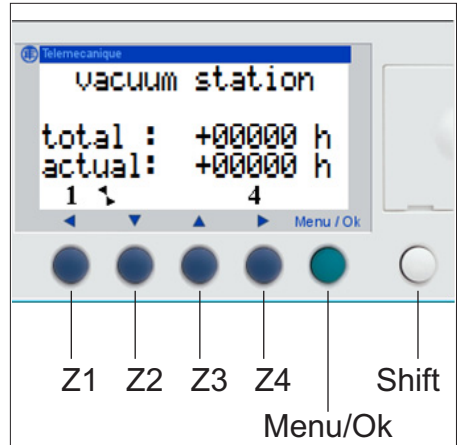 Telemecanique
vacuum station
total : +00000 h
actual: +00000 h
1 4
Menu / Ok
Z1 Z2 Z3 Z4 Shift
Menu/Ok